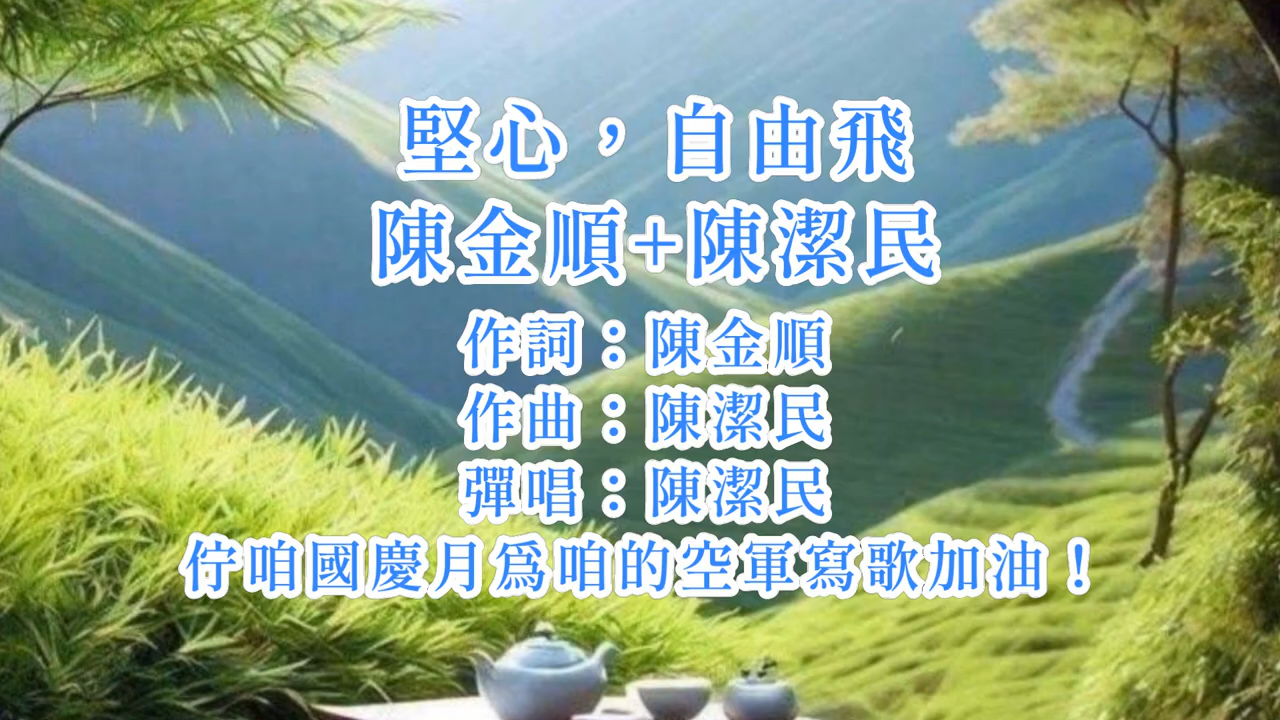 堅心，自由飛
陳金順+陳潔民
作詞：陳金順
作曲：陳潔民
彈唱：陳潔民
佇咱國慶月爲咱的空軍寫歌加油！